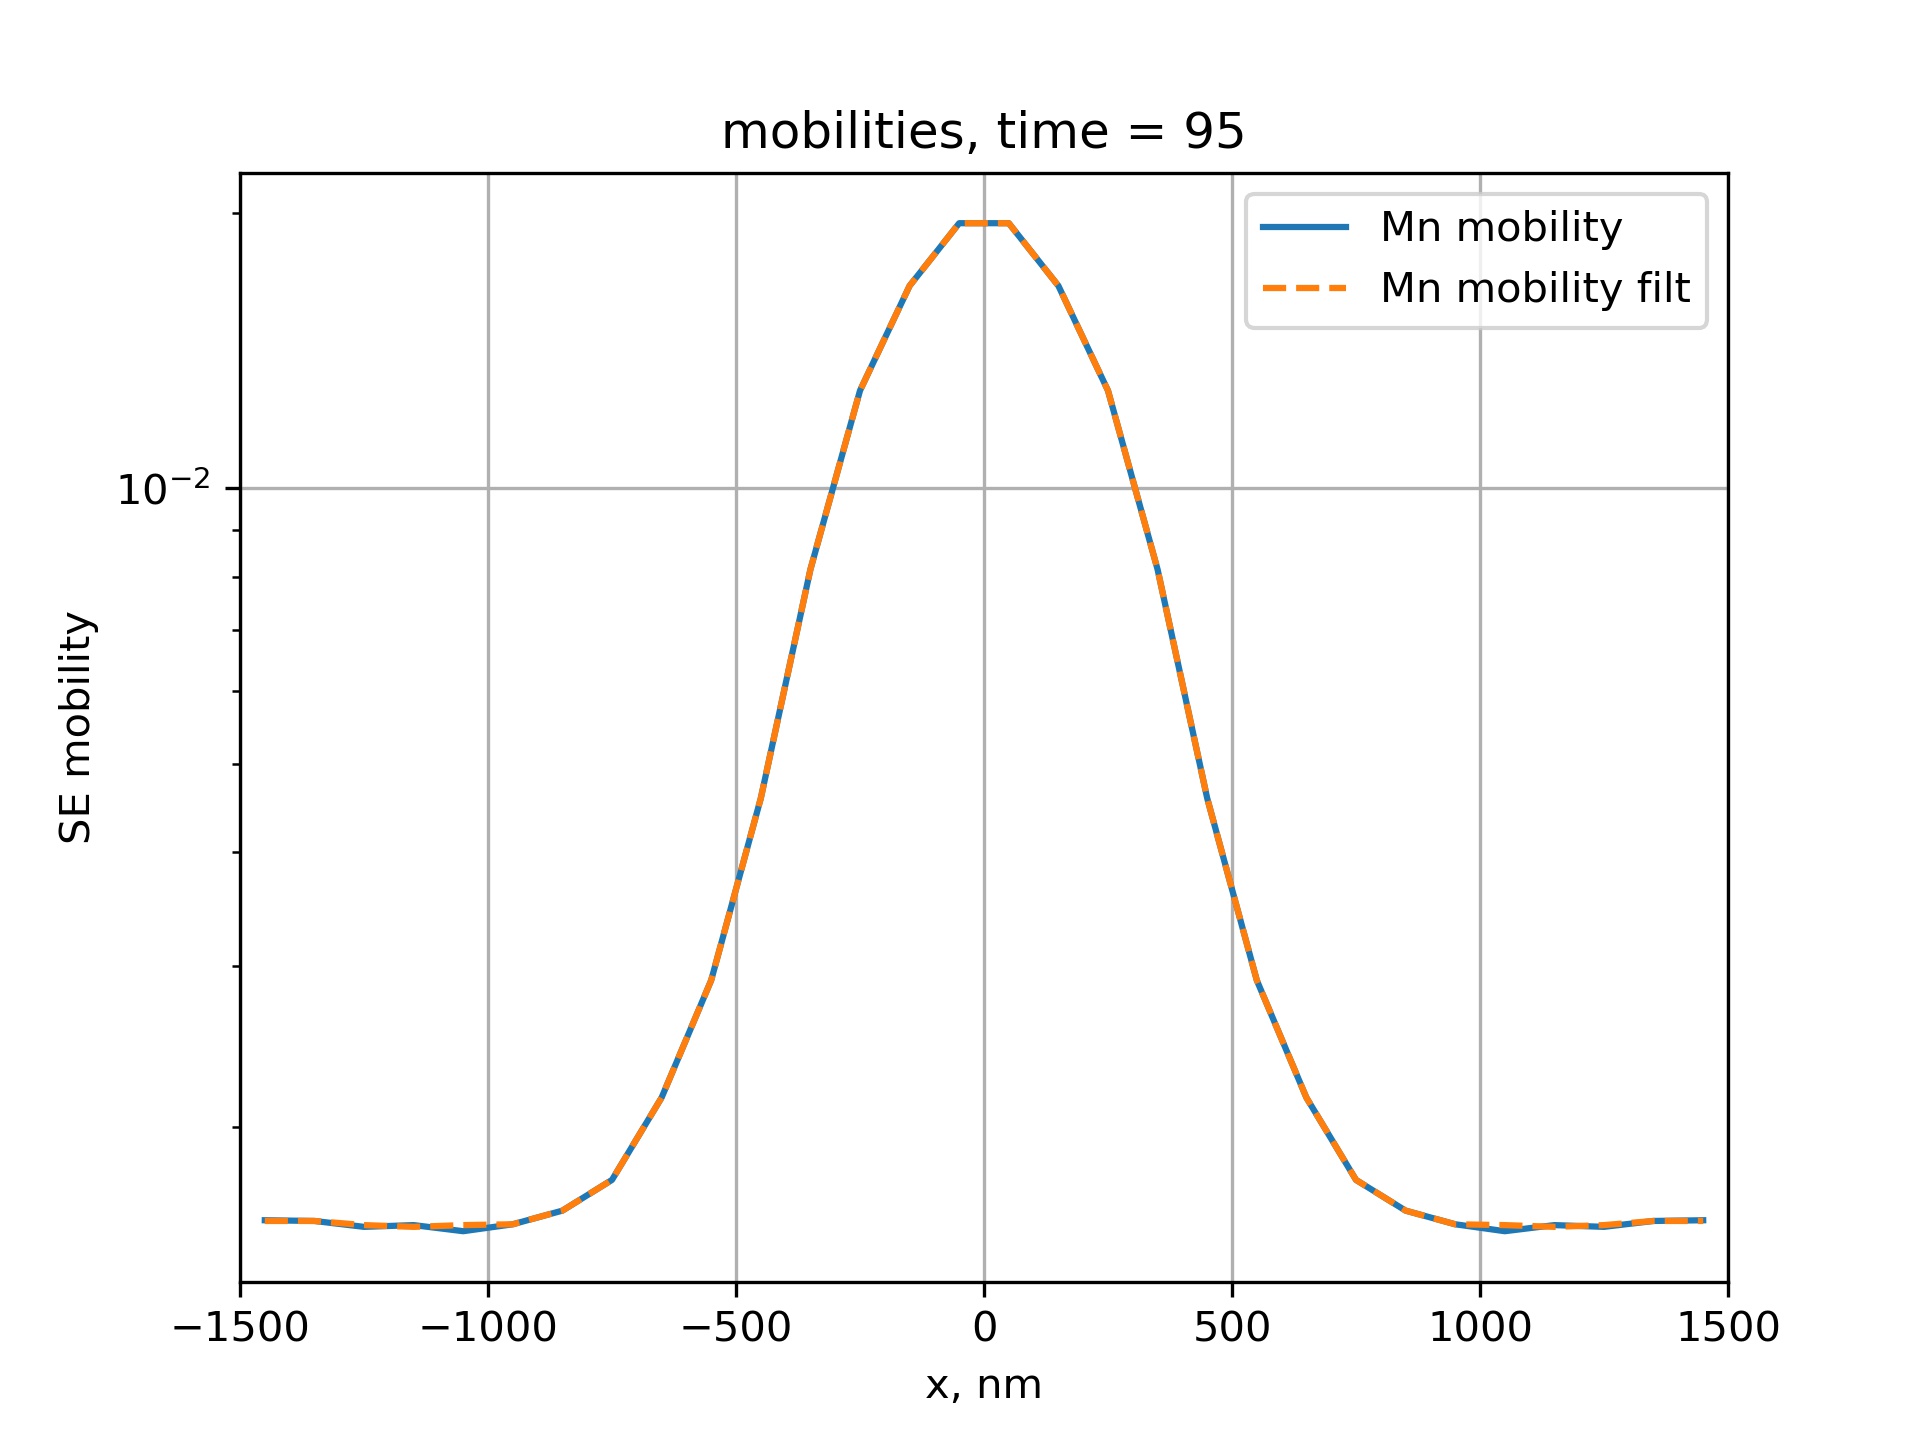 mobilities, time = 95
Mn mobility
Mn mobility filt
10⁻²
SE mobility
−1500 −1000 −500 0 500 1000 1500
x, nm